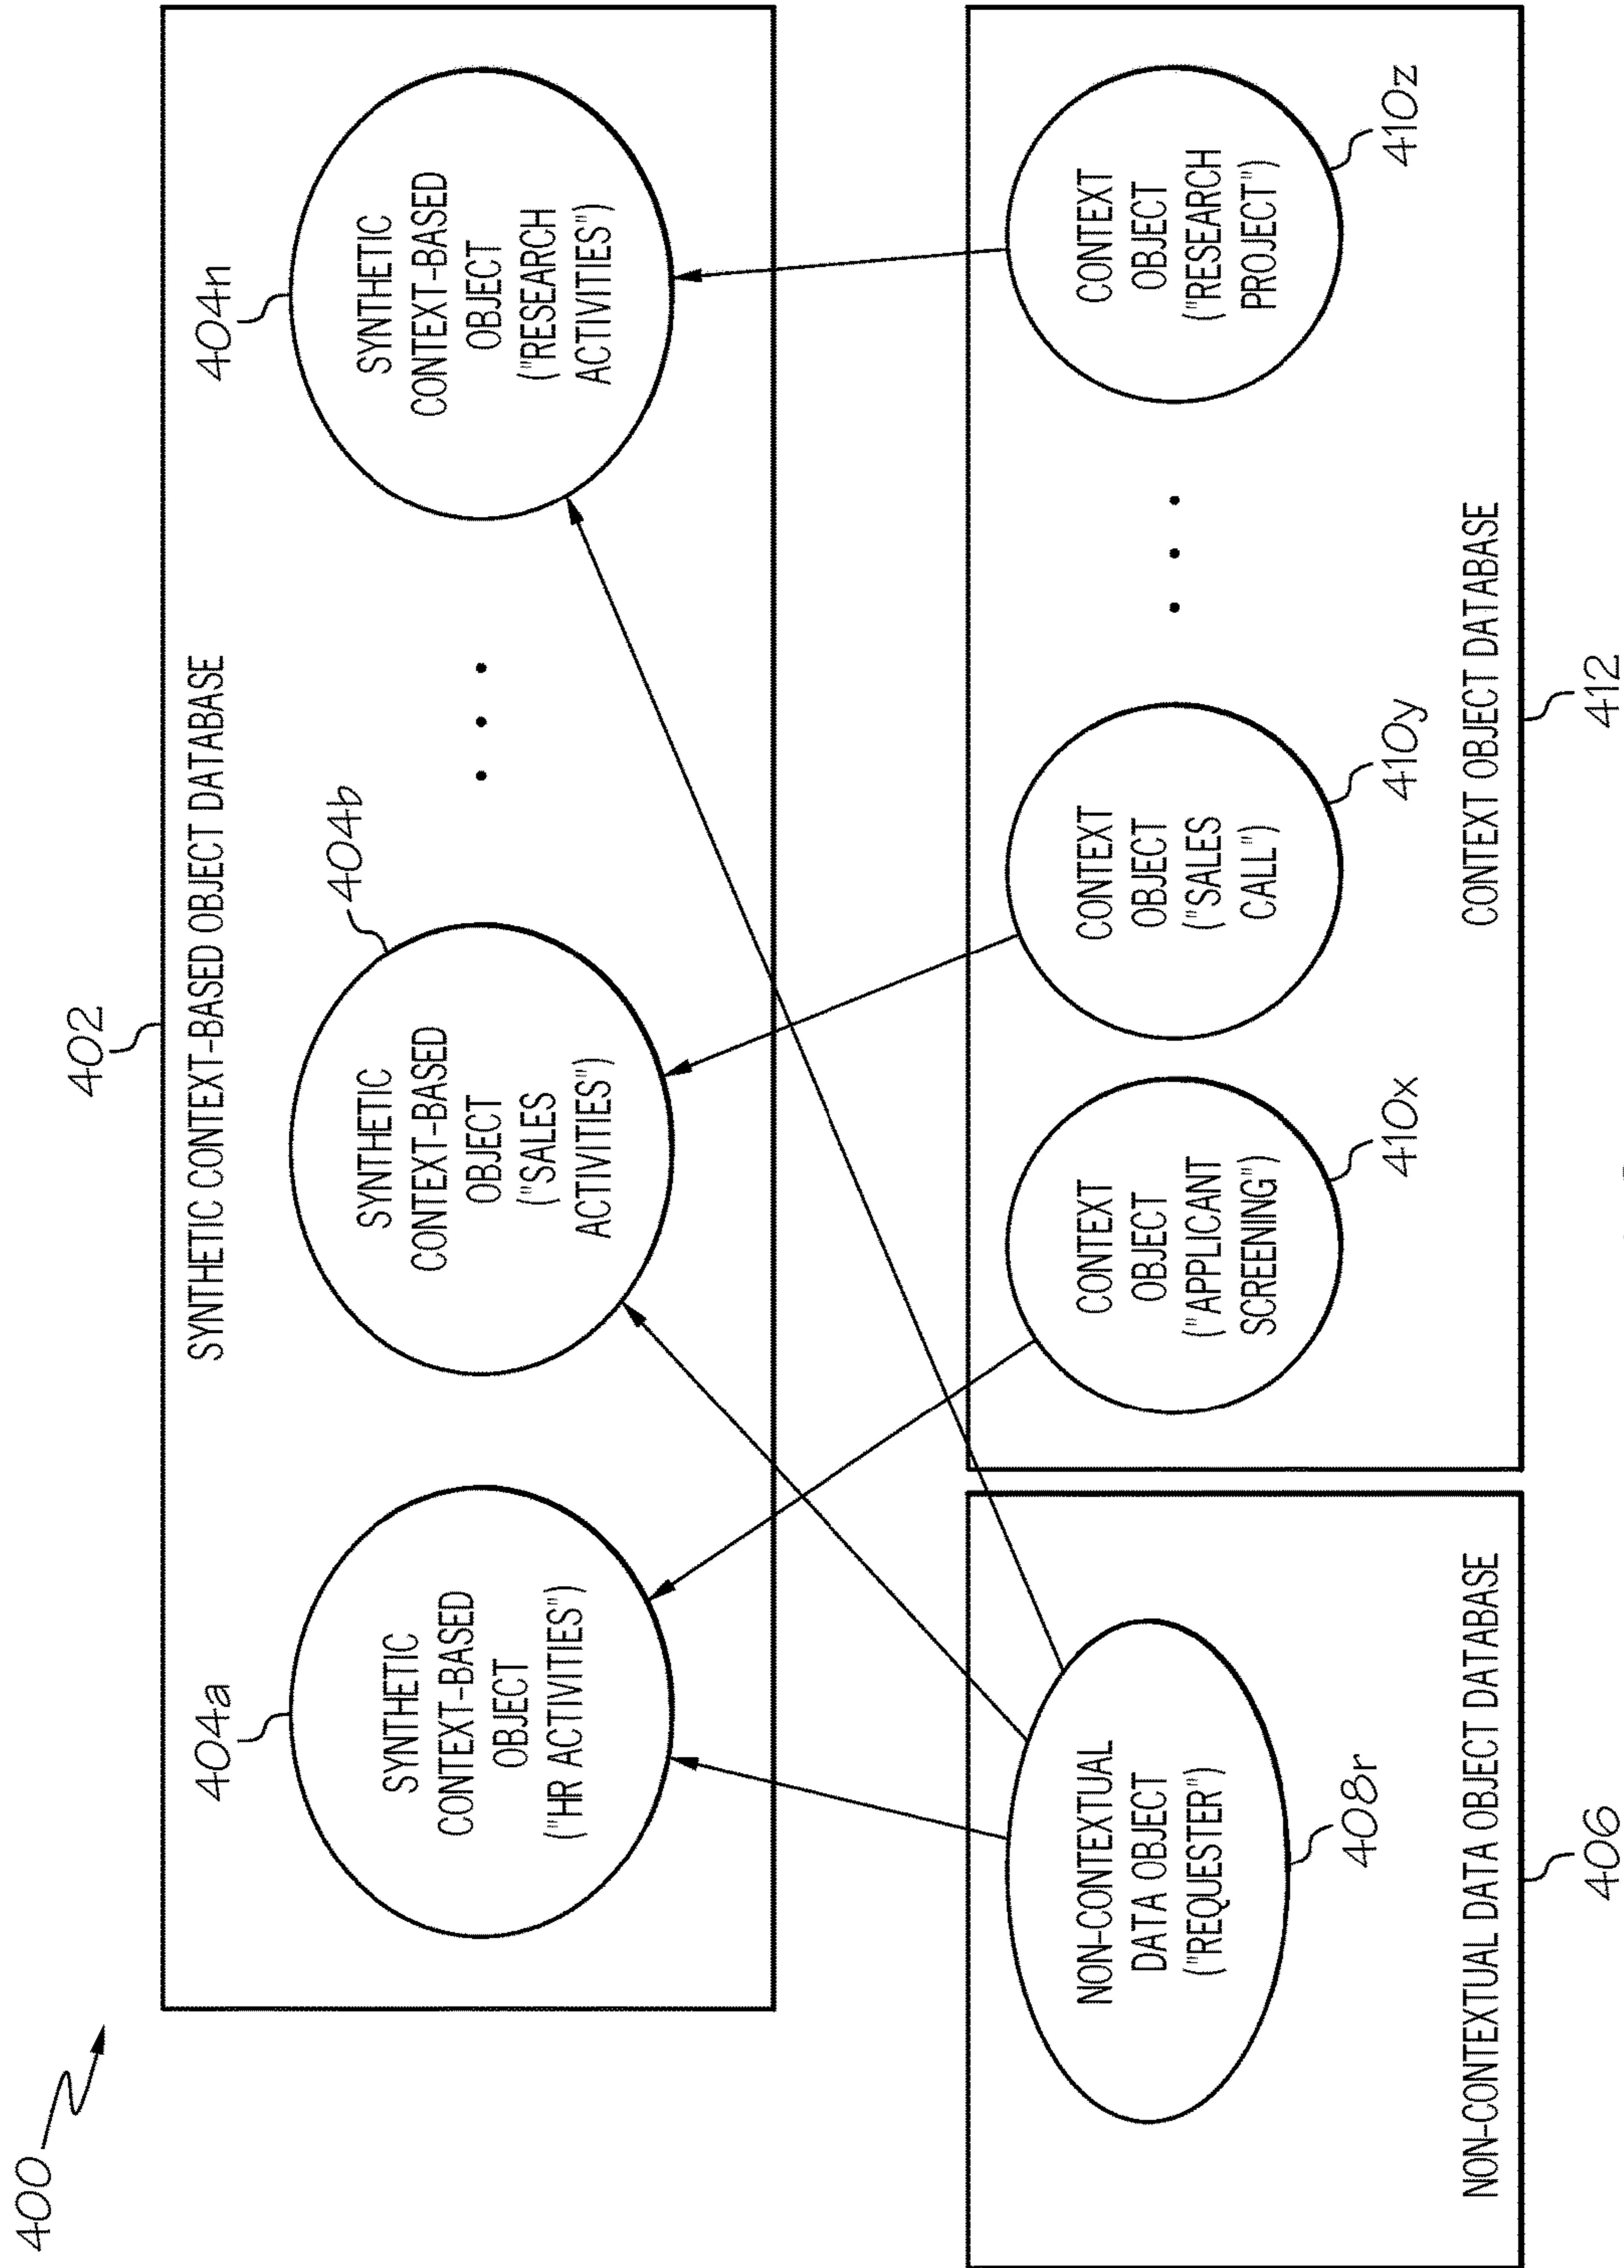 400
402
SYNTHETIC CONTEXT-BASED OBJECT DATABASE
404a
SYNTHETIC
CONTEXT-BASED
OBJECT
("HR ACTIVITIES")
404b
SYNTHETIC
CONTEXT-BASED
OBJECT
("SALES
ACTIVITIES")
404n
SYNTHETIC
CONTEXT-BASED
OBJECT
("RESEARCH
ACTIVITIES")
NON-CONTEXTUAL
DATA OBJECT
("REQUESTER")
408r
NON-CONTEXTUAL DATA OBJECT DATABASE
406
CONTEXT
OBJECT
("APPLICANT
SCREENING")
410x
CONTEXT
OBJECT
("SALES
CALL")
410y
CONTEXT
OBJECT
("RESEARCH
PROJECT")
410z
CONTEXT OBJECT DATABASE
412